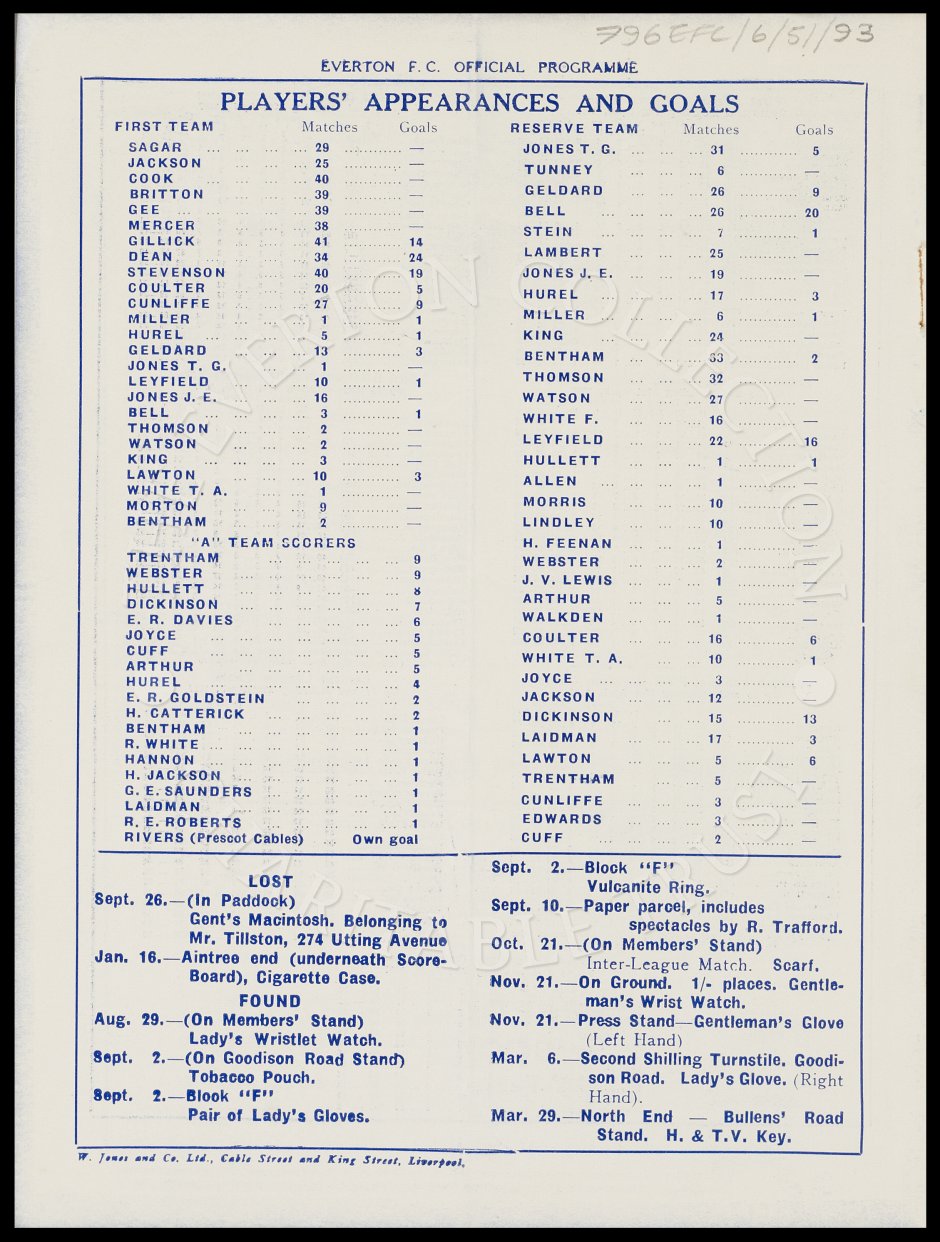 796EFC/6/51/93
EVERTON F.C. OFFICIAL PROGRAMME
PLAYERS' APPEARANCES AND GOALS
FIRST TEAM Matches Goals
SAGAR ... ... ... ... 29 ........... —
JACKSON ... ... ... 25 ........... —
COOK ... ... ... ... 40 ........... —
BRITTON ... ... ... 39 ........... —
GEE ... ... ... ... 39 ........... —
MERCER ... ... ... 38 ........... —
GILLICK ... ... ... 41 ........... 14
DEAN ... ... ... ... 34 ........... 24
STEVENSON ... ... ... 40 ........... 19
COULTER ... ... ... 20 ........... 5
CUNLIFFE ... ... ... 27 ........... 9
MILLER ... ... ... 1 ........... 1
HUREL ... ... ... ... 5 ........... 1
GELDARD ... ... ... 13 ........... 3
JONES T. G. ... ... ... 1 ........... —
LEYFIELD ... ... ... 10 ........... 1
JONES J. E. ... ... ... 16 ........... —
BELL ... ... ... ... 3 ........... 1
THOMSON ... ... ... 2 ........... —
WATSON ... ... ... 2 ........... —
KING ... ... ... ... 3 ........... —
LAWTON ... ... ... 10 ........... 3
WHITE T. A. ... ... ... 1 ........... —
MORTON ... ... ... 9 ........... —
BENTHAM ... ... ... 2 ........... —
"A" TEAM SCORERS
TRENTHAM ... ... ... ... 9
WEBSTER ... ... ... ... 9
HULLETT ... ... ... ... 8
DICKINSON ... ... ... ... 7
E. R. DAVIES ... ... ... ... 6
JOYCE ... ... ... ... 5
CUFF ... ... ... ... 5
ARTHUR ... ... ... ... 5
HUREL ... ... ... ... 4
E. R. GOLDSTEIN ... ... ... 2
H. CATTERICK ... ... ... ... 2
BENTHAM ... ... ... ... 1
R. WHITE ... ... ... ... 1
HANNON ... ... ... ... 1
H. JACKSON ... ... ... ... 1
G. E. SAUNDERS ... ... ... 1
LAIDMAN ... ... ... ... 1
R. E. ROBERTS ... ... ... ... 1
RIVERS (Prescot Cables) ... Own goal
RESERVE TEAM Matches Goals
JONES T. G. ... ... ... 31 ........... 5
TUNNEY ... ... ... 6 ........... —
GELDARD ... ... ... 26 ........... 9
BELL ... ... ... ... 26 ........... 20
STEIN ... ... ... 7 ........... 1
LAMBERT ... ... ... 25 ........... —
JONES J. E. ... ... ... 19 ........... —
HUREL ... ... ... ... 17 ........... 3
MILLER ... ... ... ... 6 ........... 1
KING ... ... ... ... 24 ........... —
BENTHAM ... ... ... 33 ........... 2
THOMSON ... ... ... 32 ........... —
WATSON ... ... ... 27 ........... —
WHITE F. ... ... ... 16 ........... —
LEYFIELD ... ... ... 22 ........... 16
HULLETT ... ... ... 1 ........... 1
ALLEN ... ... ... ... 1 ........... —
MORRIS ... ... ... 10 ........... —
LINDLEY ... ... ... 10 ........... —
H. FEENAN ... ... ... 1 ........... —
WEBSTER ... ... ... 2 ........... —
J. V. LEWIS ... ... ... 1 ........... —
ARTHUR ... ... ... 5 ........... —
WALKDEN ... ... ... 1 ........... —
COULTER ... ... ... 16 ........... 6
WHITE T. A. ... ... ... 10 ........... 1
JOYCE ... ... ... ... 3 ........... —
JACKSON ... ... ... 12 ........... —
DICKINSON ... ... ... 15 ........... 13
LAIDMAN ... ... ... 17 ........... 3
LAWTON ... ... ... 5 ........... 6
TRENTHAM ... ... ... 5 ........... —
CUNLIFFE ... ... ... 3 ........... —
EDWARDS ... ... ... 3 ........... —
CUFF ... ... ... ... 2 ........... —
LOST
Sept. 26.—(In Paddock)
Gent's Macintosh. Belonging to
Mr. Tillston, 274 Utting Avenue
Jan. 16.—Aintree end (underneath Score-
Board), Cigarette Case.
FOUND
Aug. 29.—(On Members' Stand)
Lady's Wristlet Watch.
Sept. 2.—(On Goodison Road Stand)
Tobacco Pouch.
Sept. 2.—Block "F"
Pair of Lady's Gloves.
Sept. 2.—Block "F"
Vulcanite Ring.
Sept. 10.—Paper parcel, includes
spectacles by R. Trafford.
Oct. 21.—(On Members' Stand)
Inter-League Match. Scarf.
Nov. 21.—On Ground. 1/- places. Gentle-
man's Wrist Watch.
Nov. 21.—Press Stand—Gentleman's Glove
(Left Hand)
Mar. 6.—Second Shilling Turnstile. Goodi-
son Road. Lady's Glove. (Right
Hand).
Mar. 29.—North End — Bullens' Road
Stand. H. & T.V. Key.
W. Jones and Co. Ltd., Cable Street and King Street, Liverpool.
EVERTON COLLECTION
CHARITABLE TRUST